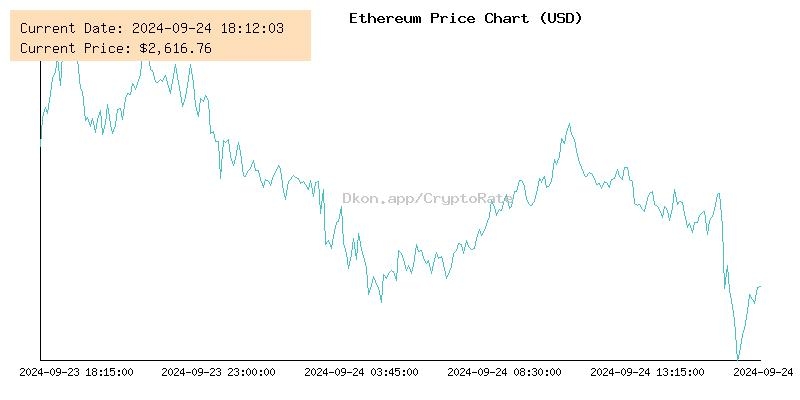 Ethereum Price Chart (USD)
Current Date: 2024-09-24 18:12:03
Current Price: $2,616.76
Dkon.app/CryptoRate
2024-09-23 18:15:00 2024-09-23 23:00:00 2024-09-24 03:45:00 2024-09-24 08:30:00 2024-09-24 13:15:00 2024-09-24